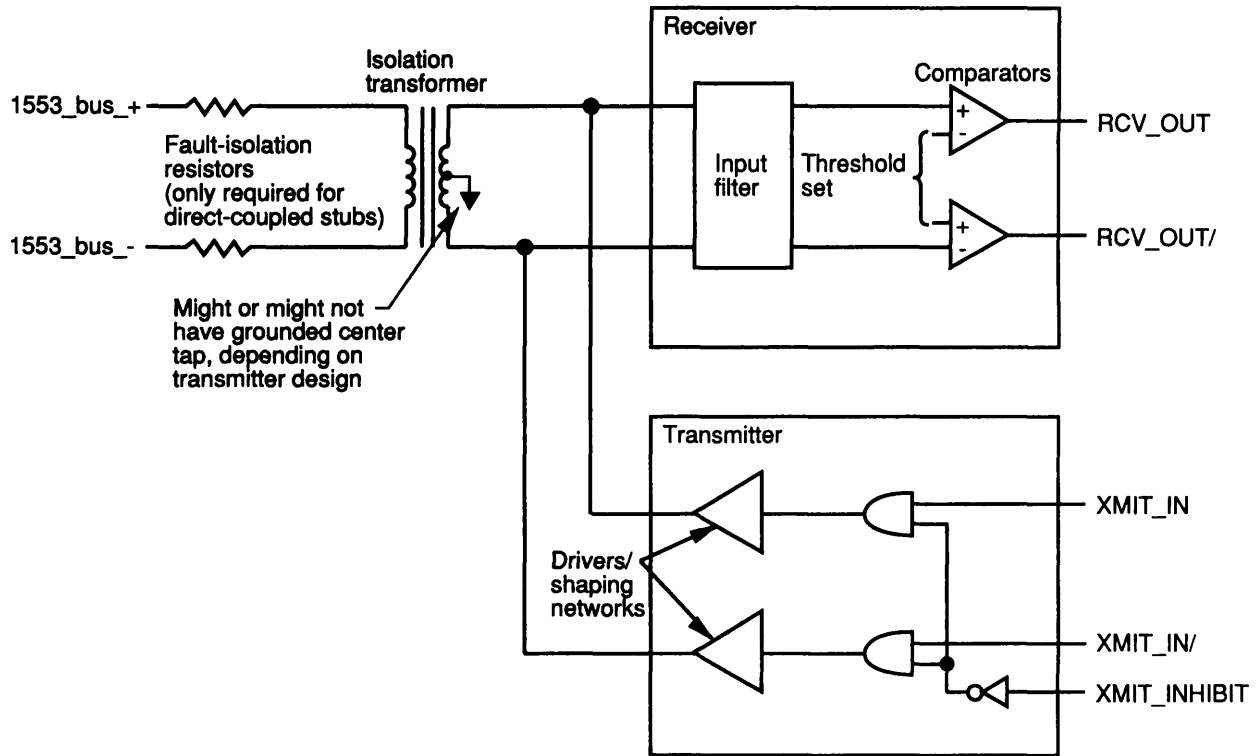 Receiver
Isolation
transformer
Comparators
1553_bus_+
RCV_OUT
+
-
Fault-isolation
resistors
(only required for
direct-coupled stubs)
Input
filter
Threshold
set
1553_bus_-
+
-
RCV_OUT/
Might or might not
have grounded center
tap, depending on
transmitter design
Transmitter
XMIT_IN
Drivers/
shaping
networks
XMIT_IN/
XMIT_INHIBIT